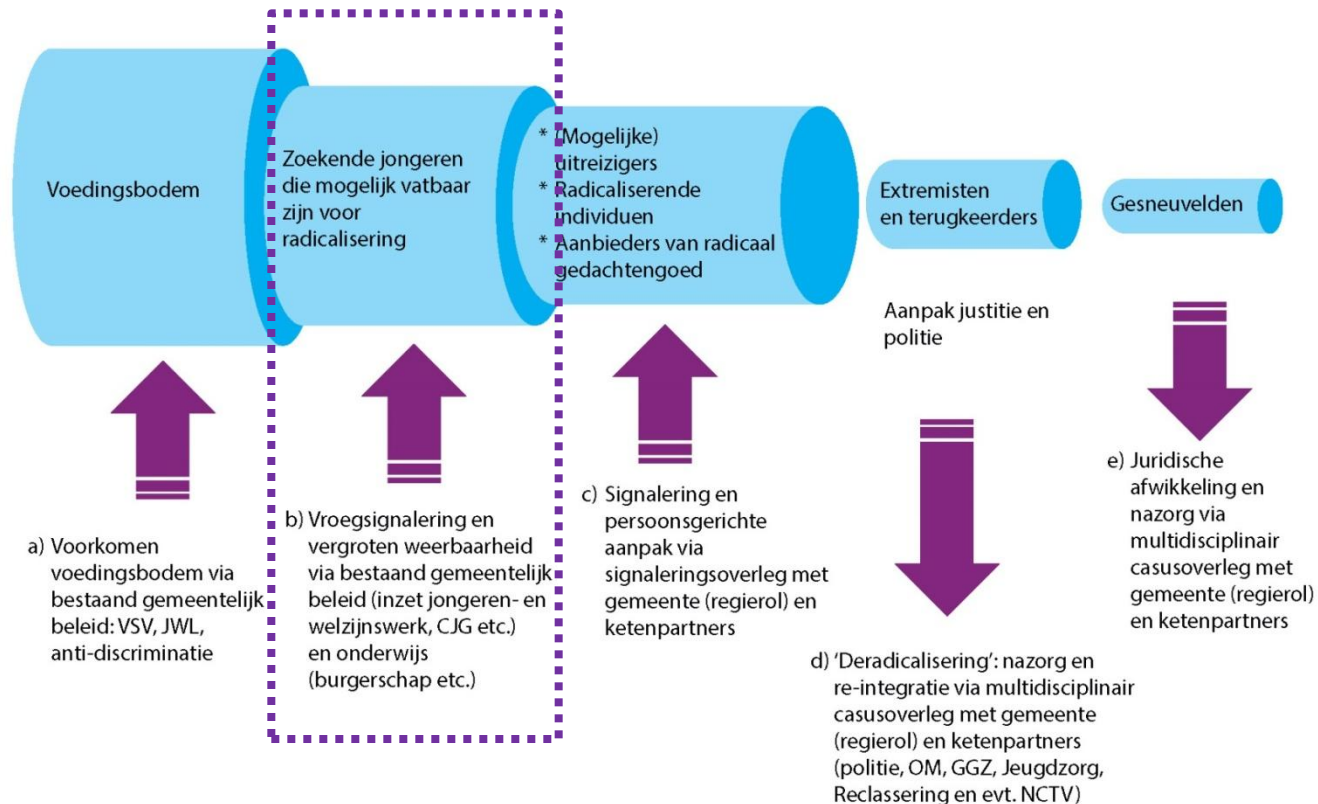 Voedingsbodem
Zoekende jongeren
die mogelijk vatbaar
zijn voor
radicalisering
* (Mogelijke)
uitreizigers
* Radicaliserende
individuen
* Aanbieders van radicaal
gedachtengoed
Extremisten
en terugkeerders
Gesneuvelden
Aanpak justitie en
politie
a) Voorkomen
voedingsbodem via
bestaand gemeentelijk
beleid: VSV, JWL,
anti-discriminatie
b) Vroegsignalering en
vergroten weerbaarheid
via bestaand gemeentelijk
beleid (inzet jongeren- en
welzijnswerk, CJG etc.)
en onderwijs
(burgerschap etc.)
c) Signalering en
persoonsgerichte
aanpak via
signaleringsoverleg met
gemeente (regierol) en
ketenpartners
d) 'Deradicalisering': nazorg en
re-integratie via multidisciplinair
casusoverleg met gemeente
(regierol) en ketenpartners
(politie, OM, GGZ, Jeugdzorg,
Reclassering en evt. NCTV)
e) Juridische
afwikkeling en
nazorg via
multidisciplinair
casusoverleg met
gemeente (regierol)
en ketenpartners